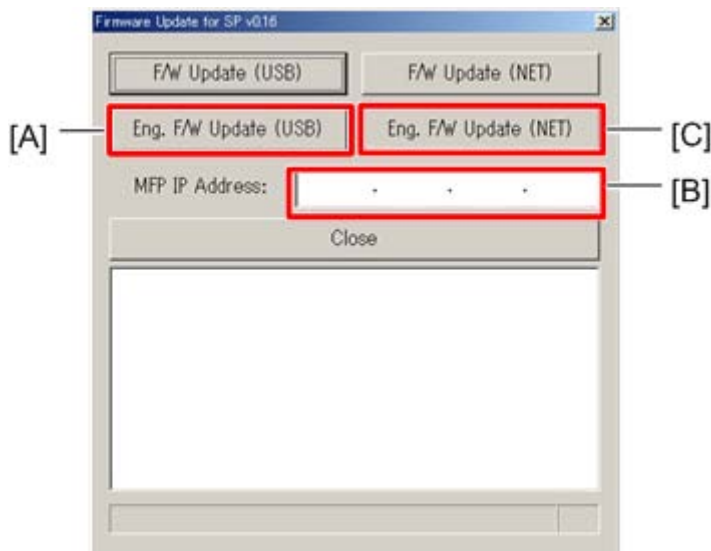 Firmware Update for SP v0.16
F/W Update (USB) F/W Update (NET)
[A] Eng. F/W Update (USB) Eng. F/W Update (NET) [C]
MFP IP Address: . . . [B]
Close